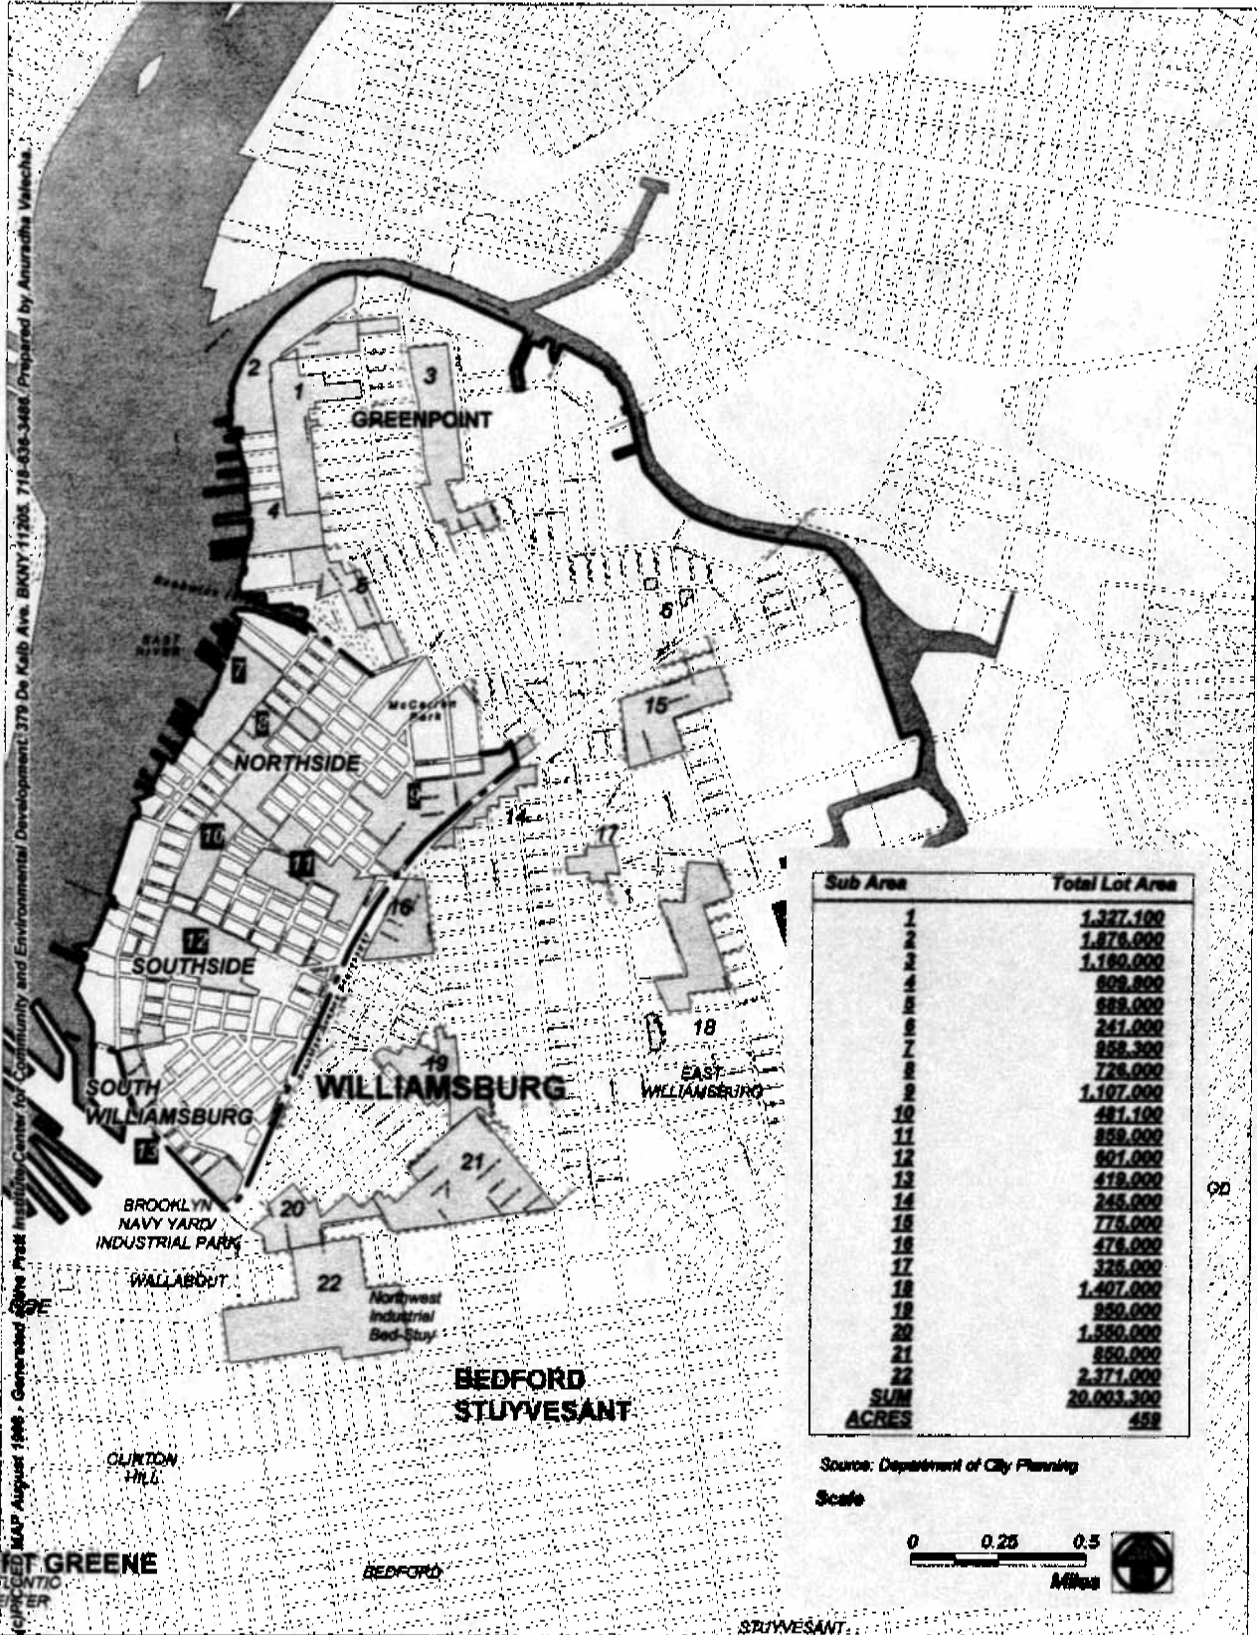 2
1
3
GREENPOINT
4
5
6
EAST
RIVER
7
McCarren
Park
15
8
NORTHSIDE
9
14
10
17
11
16
12
SOUTHSIDE
18
19
EAST
WILLIAMSBURG
SOUTH
WILLIAMSBURG
WILLIAMSBURG
13
21
BROOKLYN
NAVY YARD/
INDUSTRIAL PARK
20
WALLABOUT
22
Northwest
Industrial
Bed-Stuy
BEDFORD
STUYVESANT
CLINTON
HILL
GREENE
BEDFORD
STUYVESANT
(c)PICCED MAP August 1996 - Generated at the Pratt Institute Center for Community and Environmental Development, 379 De Kalb Ave. BKNY 11205. 718-636-3486. Prepared by Anuradha Valecha.
Sub Area Total Lot Area
1 1,327,100
2 1,876,000
3 1,160,000
4 609,800
5 689,000
6 241,000
7 958,300
8 726,000
9 1,107,000
10 481,100
11 859,000
12 601,000
13 419,000
14 245,000
15 775,000
16 476,000
17 325,000
18 1,407,000
19 950,000
20 1,550,000
21 850,000
22 2,371,000
SUM 20,003,300
ACRES 459
Source: Department of City Planning
Scale
0 0.25 0.5
Miles